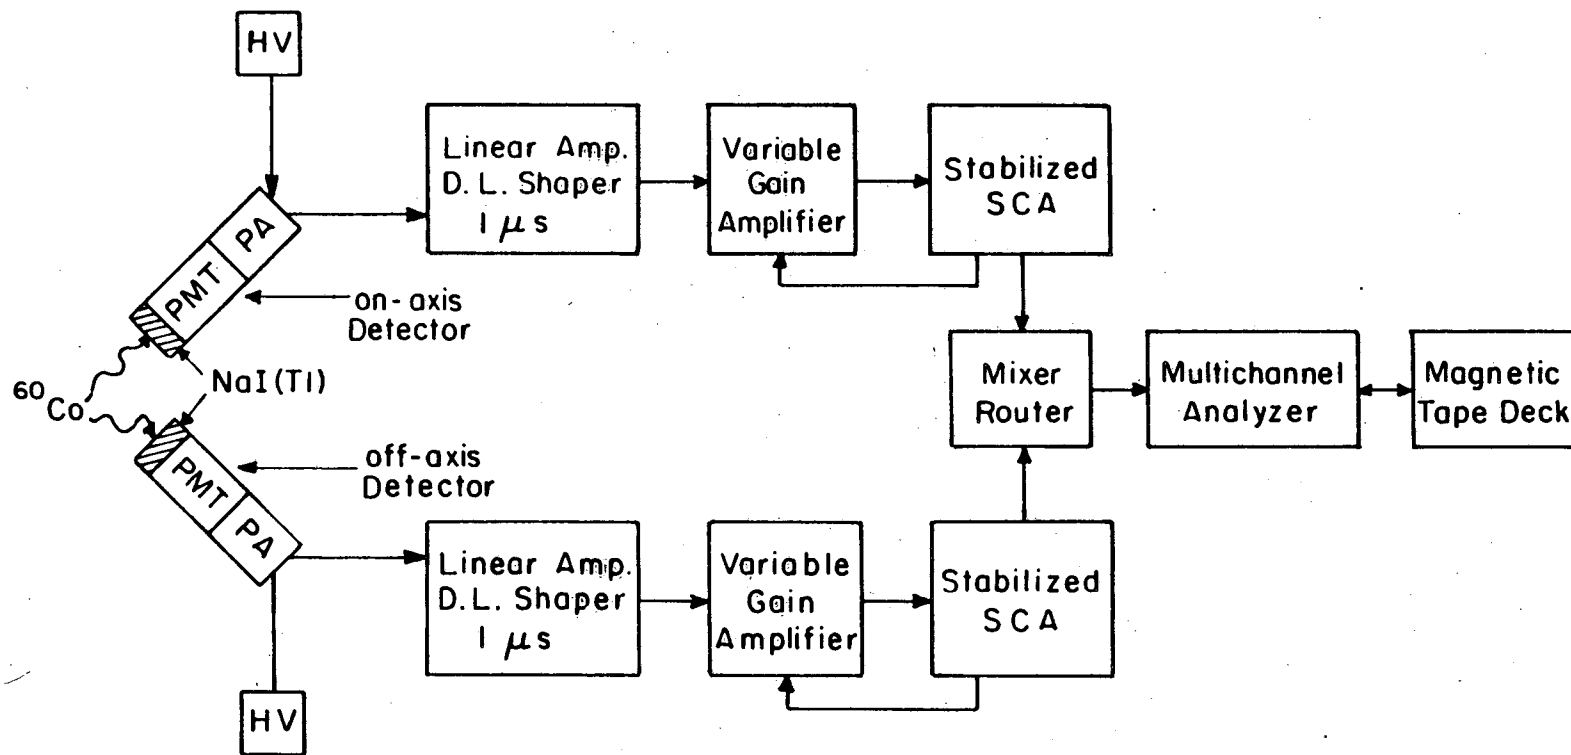 HV
Linear Amp.
D. L. Shaper
1 μs
Variable
Gain
Amplifier
Stabilized
SCA
PA
PMT
on-axis
Detector
60Co
NaI(Tl)
Mixer
Router
Multichannel
Analyzer
Magnetic
Tape Deck
off-axis
Detector
PMT
PA
Linear Amp.
D. L. Shaper
1 μs
Variable
Gain
Amplifier
Stabilized
SCA
HV